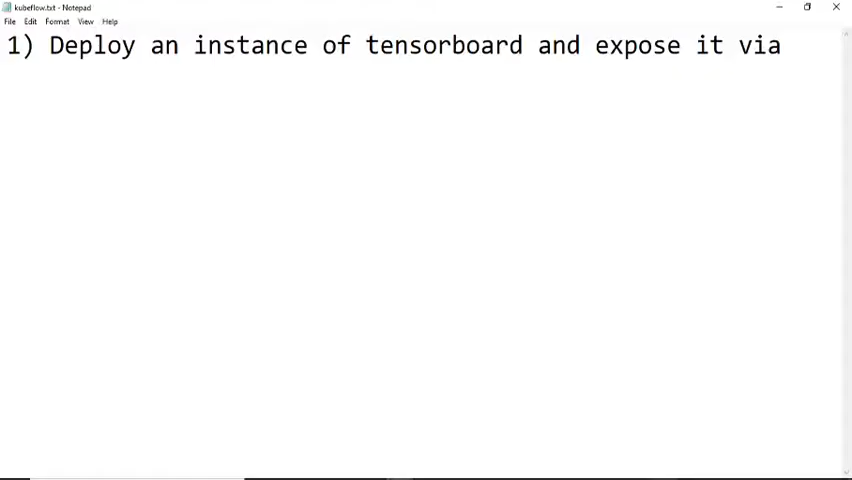 kubeflow.txt - Notepad
File Edit Format View Help
1) Deploy an instance of tensorboard and expose it via